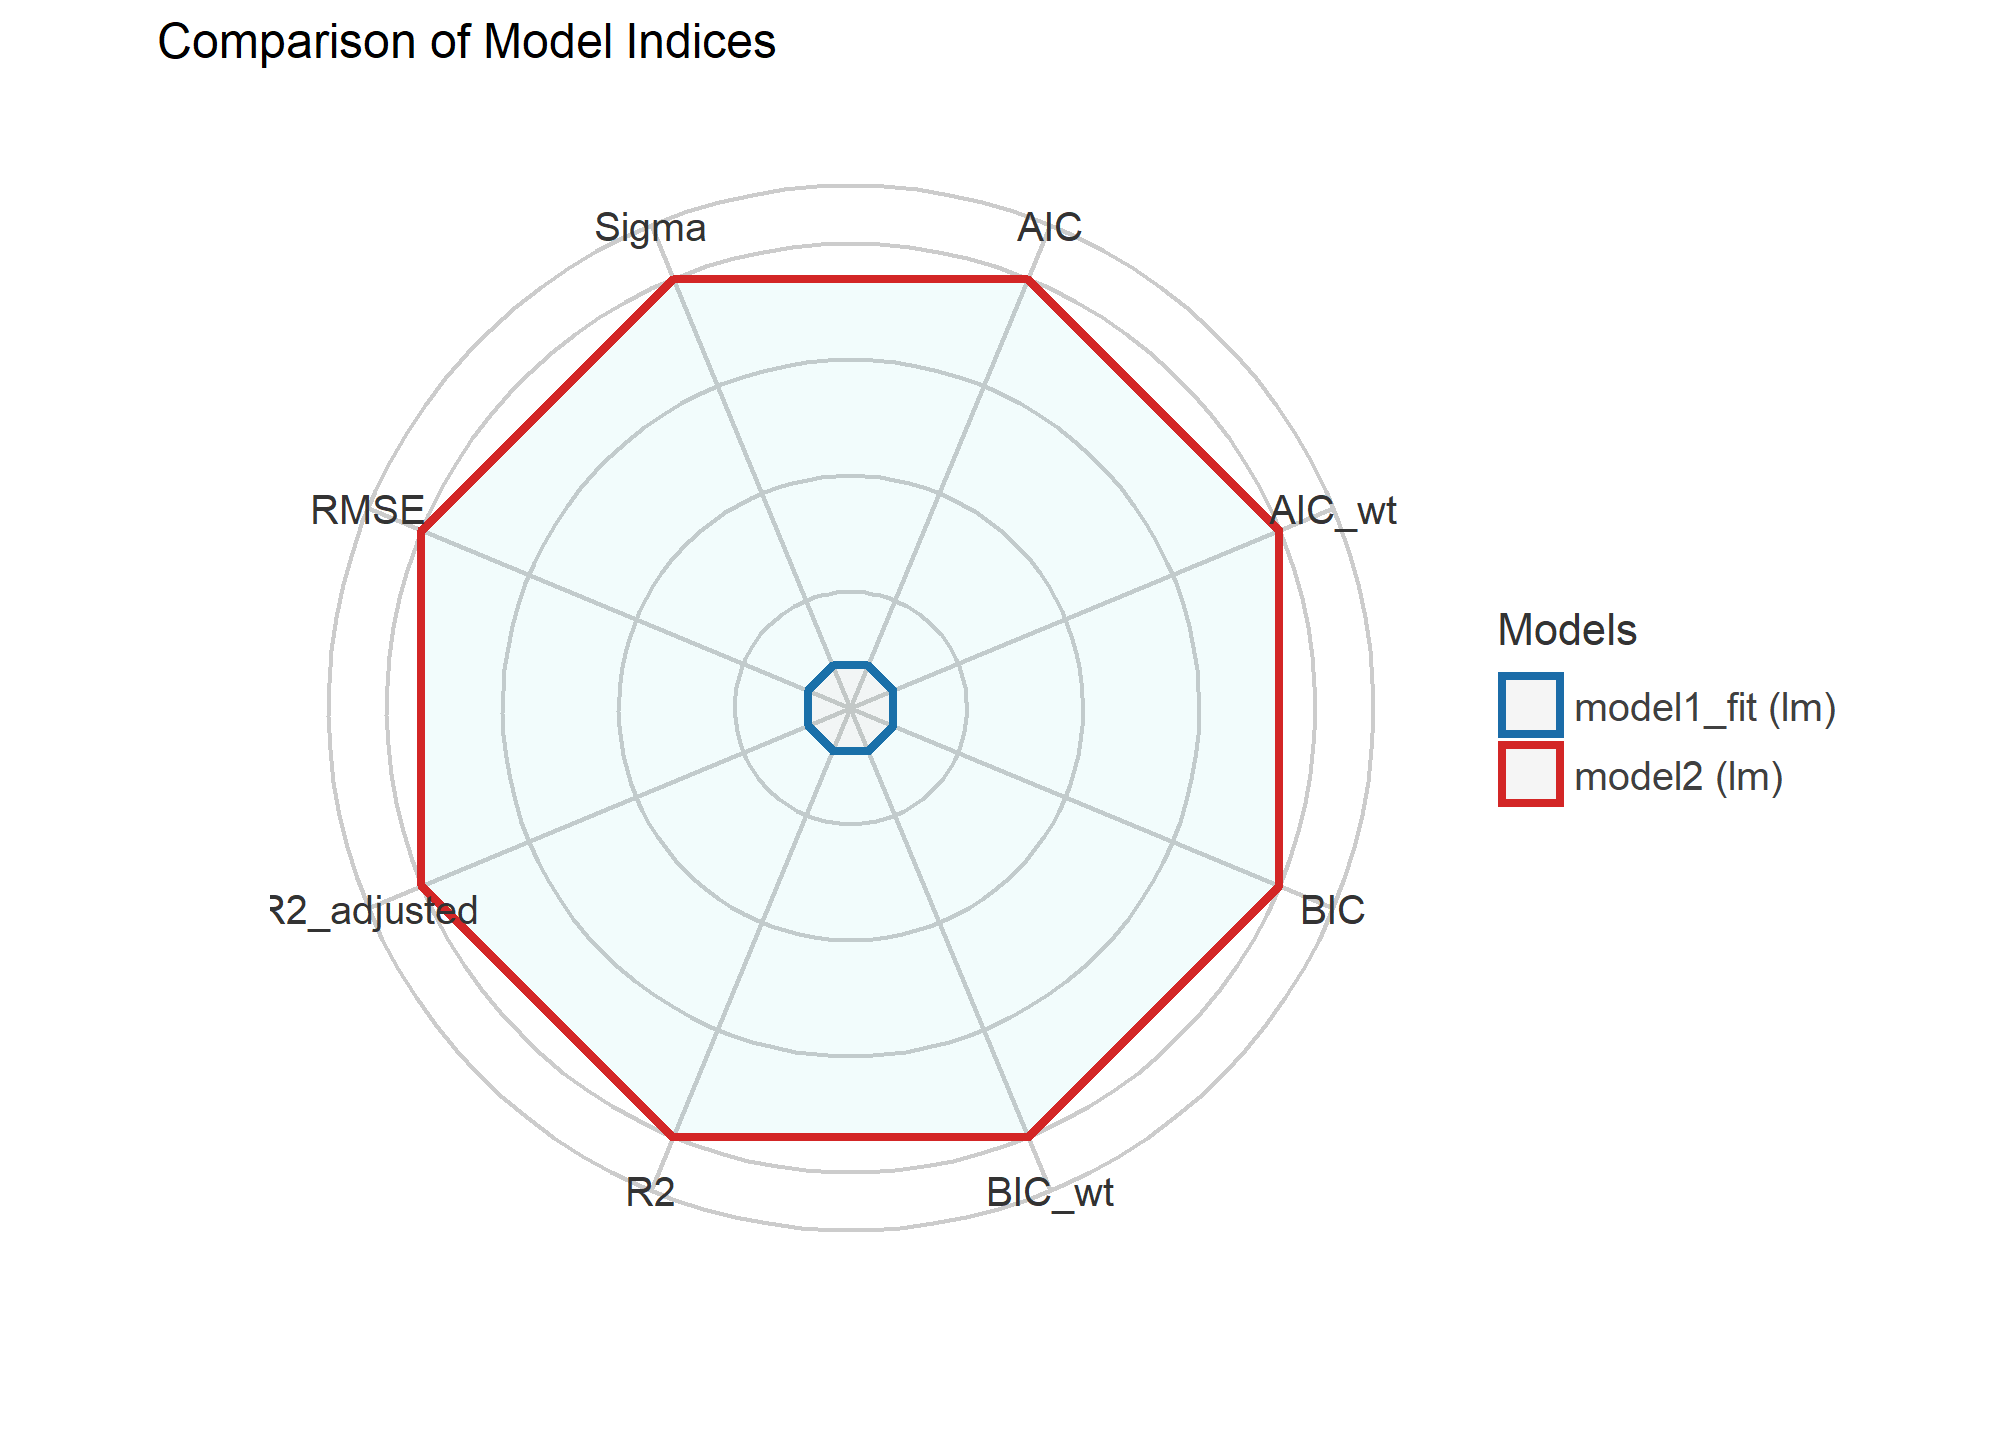 Comparison of Model Indices
Sigma
AIC
RMSE
AIC_wt
Models
model1_fit (lm)
model2 (lm)
R2_adjusted
BIC
R2
BIC_wt